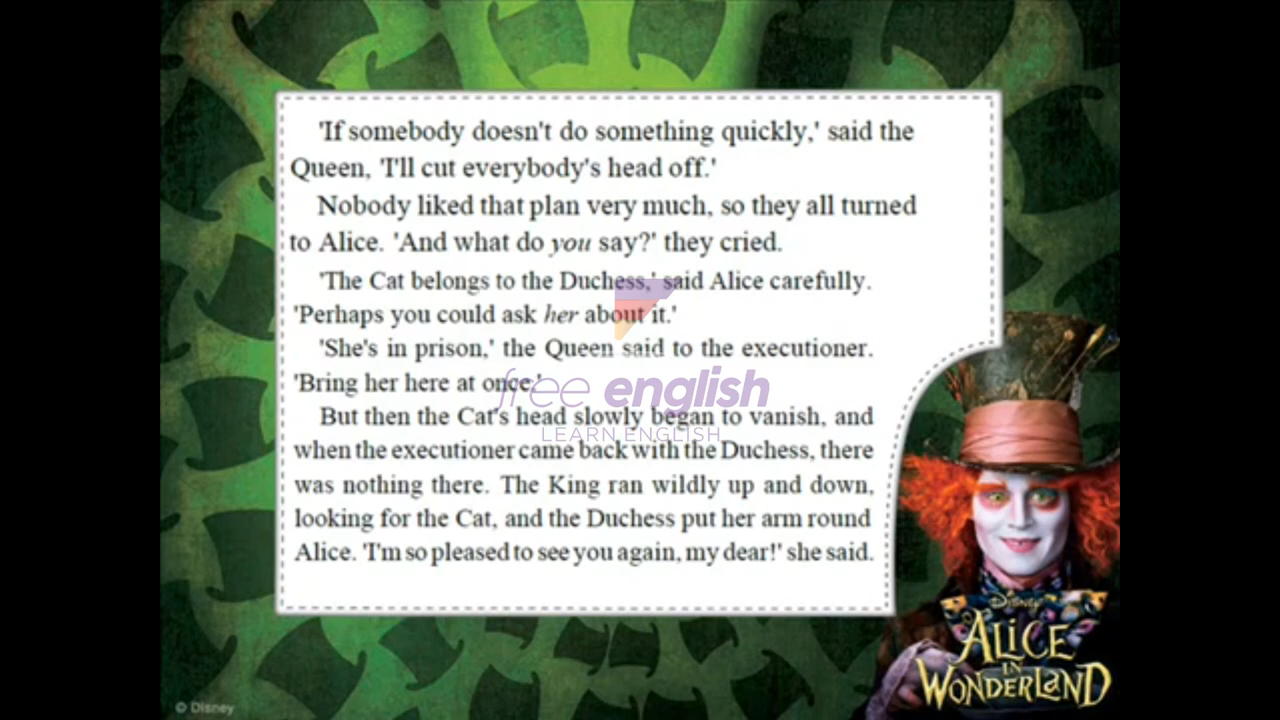 'If somebody doesn't do something quickly,' said the
Queen, 'I'll cut everybody's head off.'
Nobody liked that plan very much, so they all turned
to Alice. 'And what do you say?' they cried.
'The Cat belongs to the Duchess,' said Alice carefully.
'Perhaps you could ask her about it.'
'She's in prison,' the Queen said to the executioner.
'Bring her here at once.'
free english
LEARN ENGLISH
But then the Cat's head slowly began to vanish, and
when the executioner came back with the Duchess, there
was nothing there. The King ran wildly up and down,
looking for the Cat, and the Duchess put her arm round
Alice. 'I'm so pleased to see you again, my dear!' she said.
Disney
ALICE
IN
WONDERLAND
© Disney